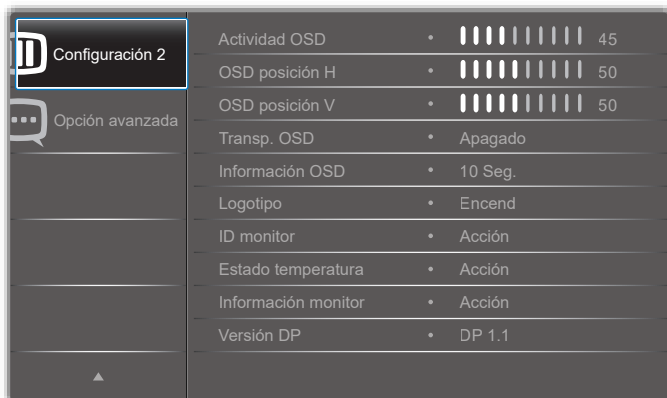 Configuración 2
Opción avanzada
Actividad OSD • 45
OSD posición H • 50
OSD posición V • 50
Transp. OSD • Apagado
Información OSD • 10 Seg.
Logotipo • Encend
ID monitor • Acción
Estado temperatura • Acción
Información monitor • Acción
Versión DP • DP 1.1